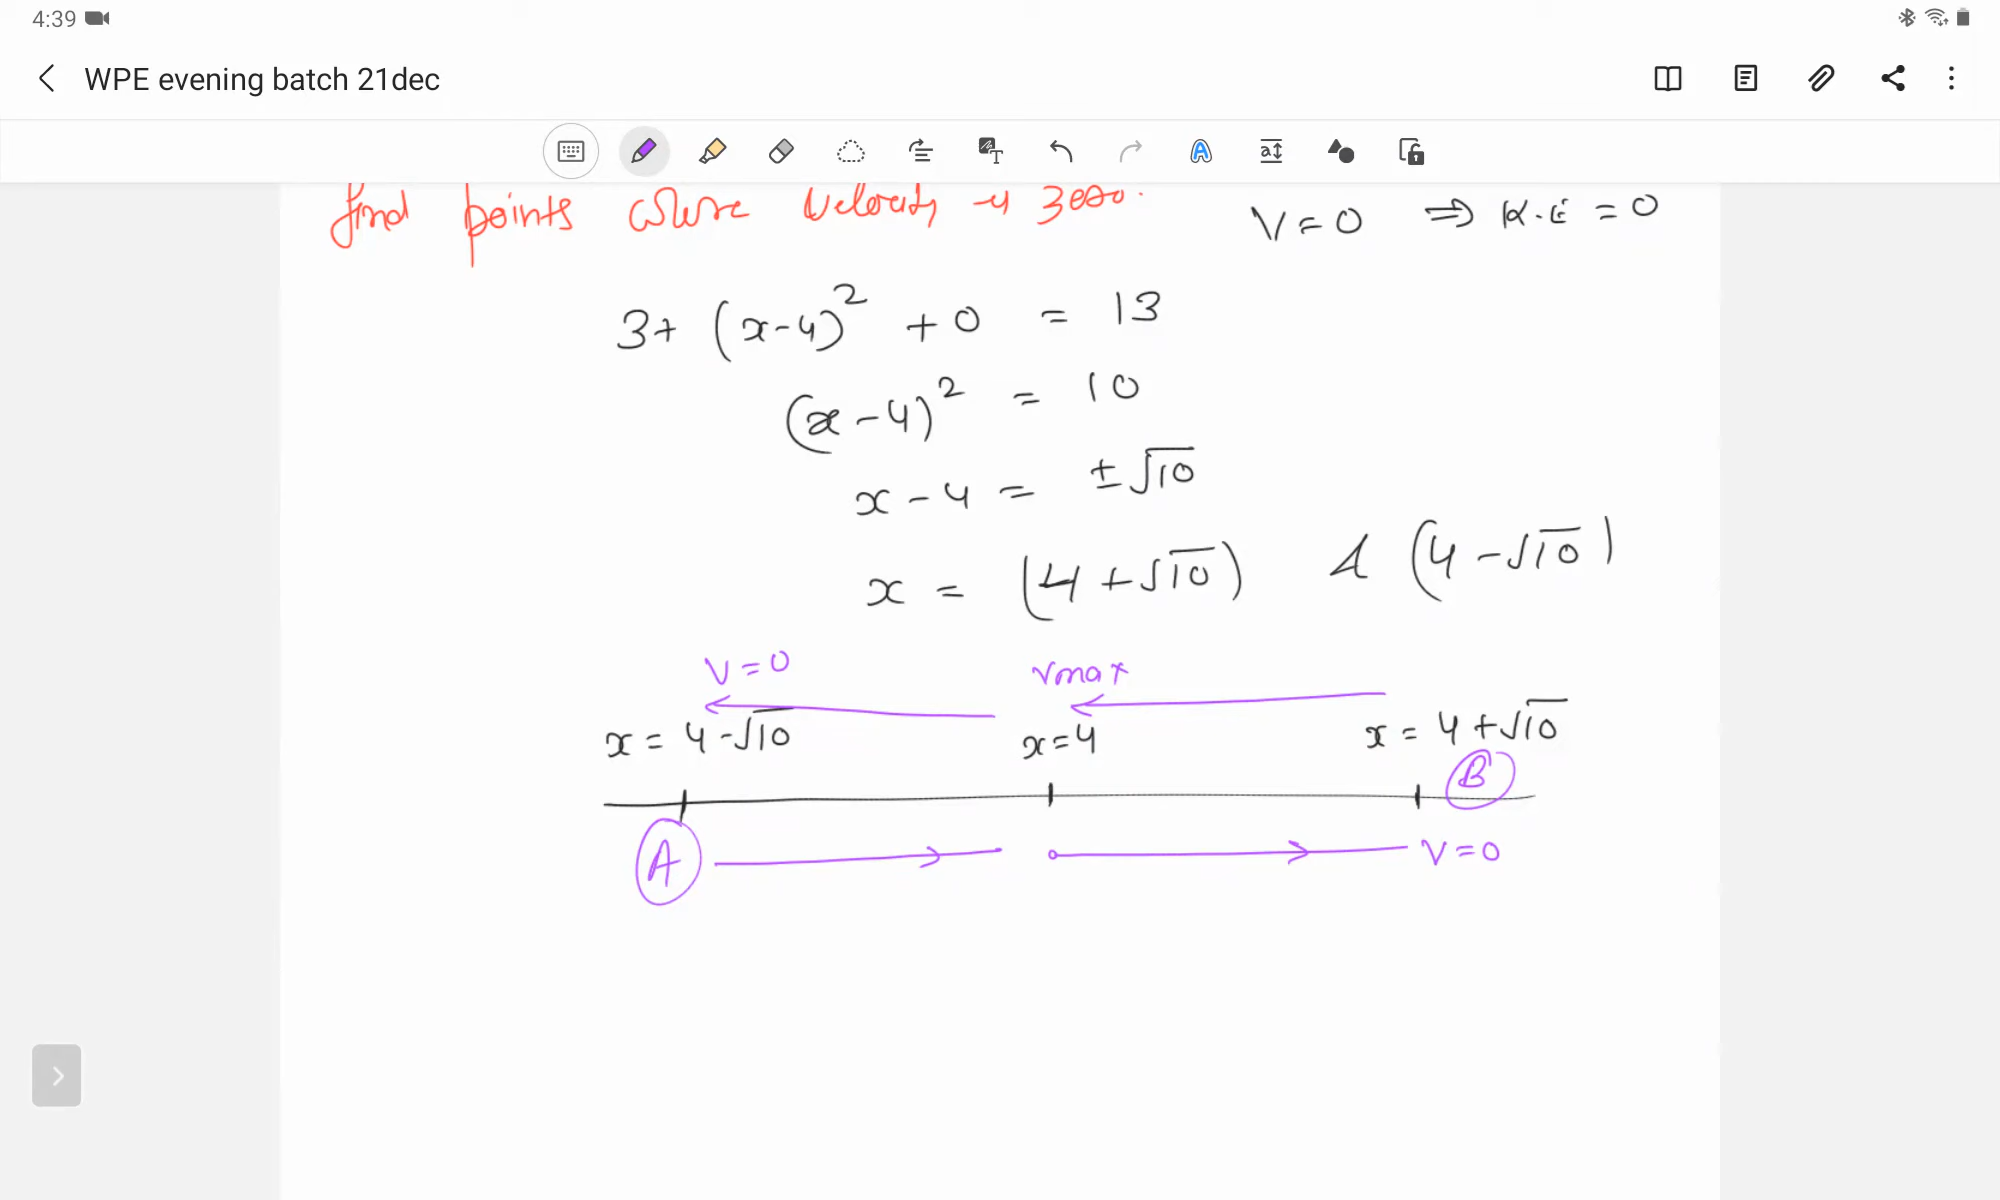 4:39
WPE evening batch 21dec
find points where velocity is zero.
V = 0 ⇒ K.E = 0
3 + (x-4)² + 0 = 13
(x-4)² = 10
x - 4 = ±√10
x = (4+√10) & (4-√10)
V = 0 Vmax
x = 4-√10 x=4 x = 4+√10
B
A V = 0